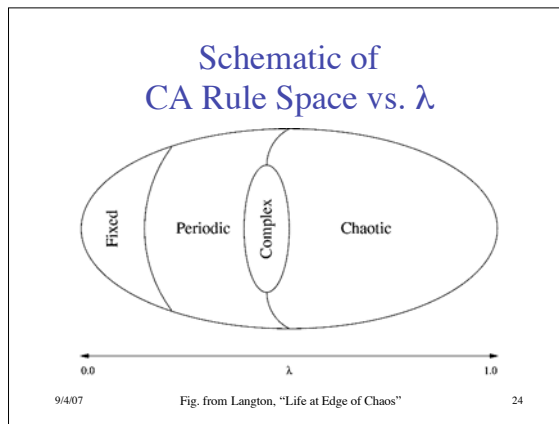 Schematic of
CA Rule Space vs. λ
Fixed
Periodic
Complex
Chaotic
0.0
λ
1.0
9/4/07
Fig. from Langton, “Life at Edge of Chaos”
24